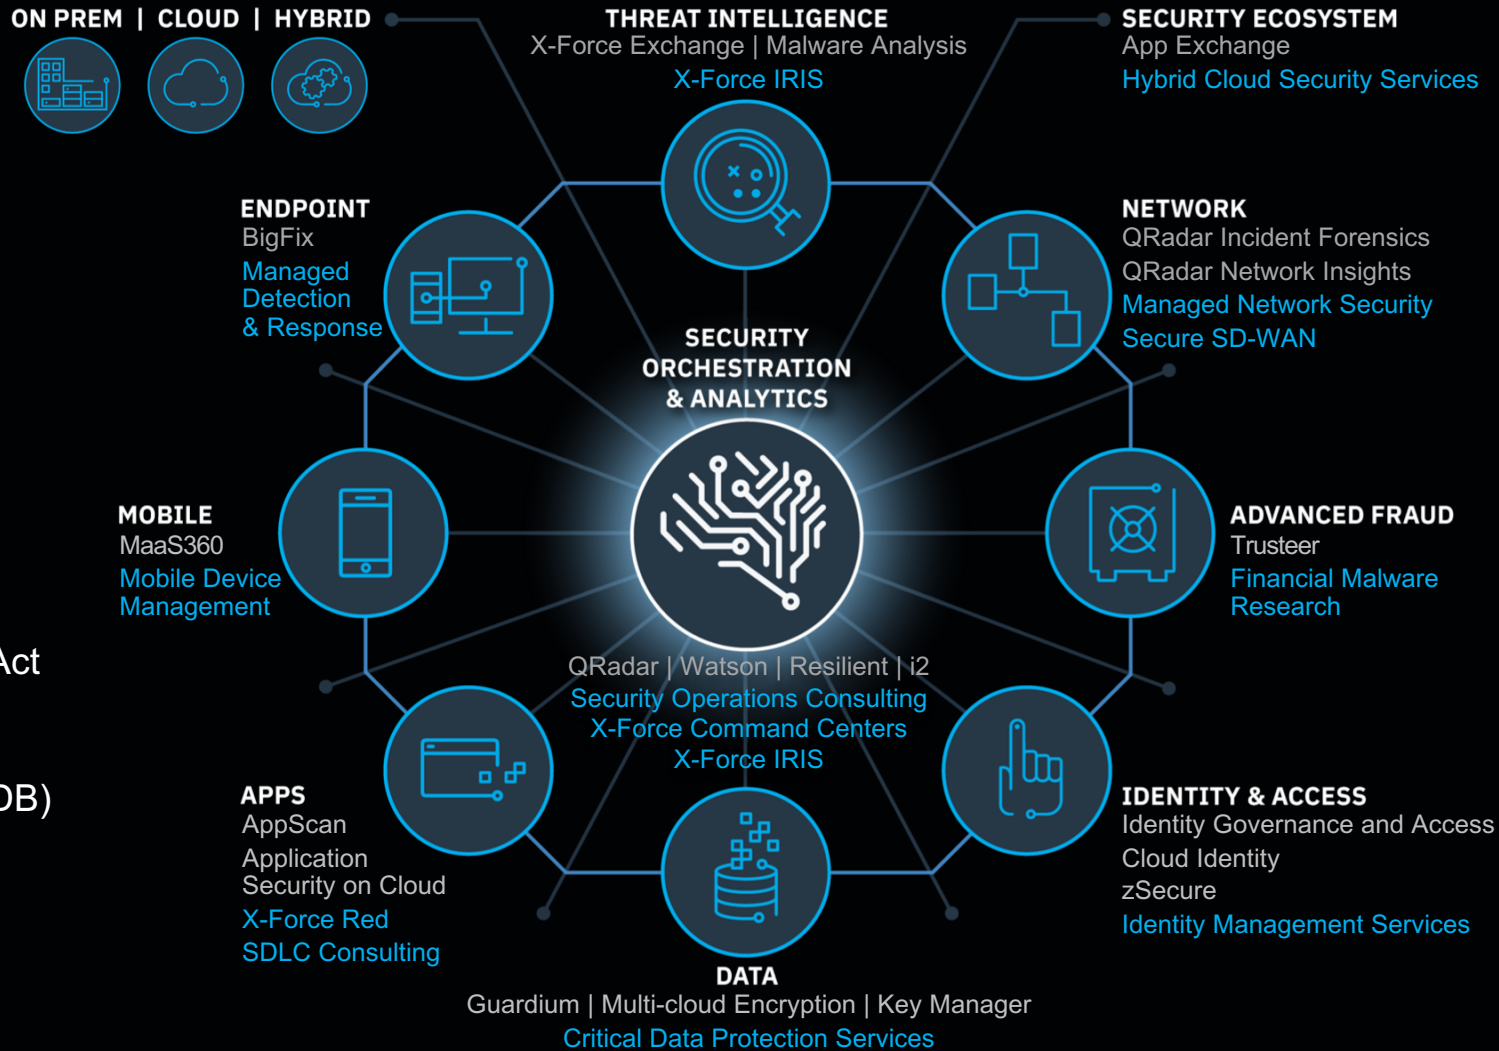 ON PREM | CLOUD | HYBRID
THREAT INTELLIGENCE
X-Force Exchange | Malware Analysis
X-Force IRIS
SECURITY ECOSYSTEM
App Exchange
Hybrid Cloud Security Services
ENDPOINT
BigFix
Managed
Detection
& Response
NETWORK
QRadar Incident Forensics
QRadar Network Insights
Managed Network Security
Secure SD-WAN
SECURITY
ORCHESTRATION
& ANALYTICS
MOBILE
MaaS360
Mobile Device
Management
ADVANCED FRAUD
Trusteer
Financial Malware
Research
Act
QRadar | Watson | Resilient | i2
Security Operations Consulting
X-Force Command Centers
X-Force IRIS
DB)
APPS
AppScan
Application
Security on Cloud
X-Force Red
SDLC Consulting
IDENTITY & ACCESS
Identity Governance and Access
Cloud Identity
zSecure
Identity Management Services
DATA
Guardium | Multi-cloud Encryption | Key Manager
Critical Data Protection Services